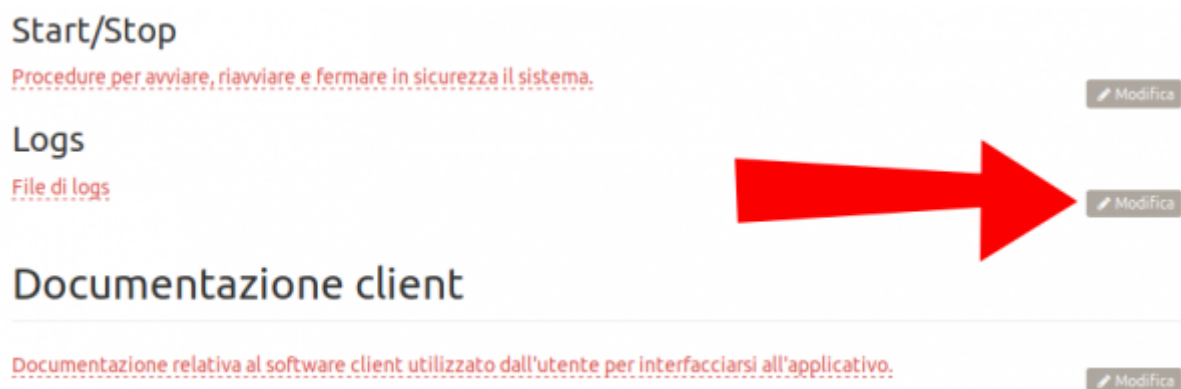 Start/Stop
Procedure per avviare, riavviare e fermare in sicurezza il sistema.
Modifica
Logs
File di logs
Modifica
Documentazione client
Documentazione relativa al software client utilizzato dall'utente per interfacciarsi all'applicativo.
Modifica